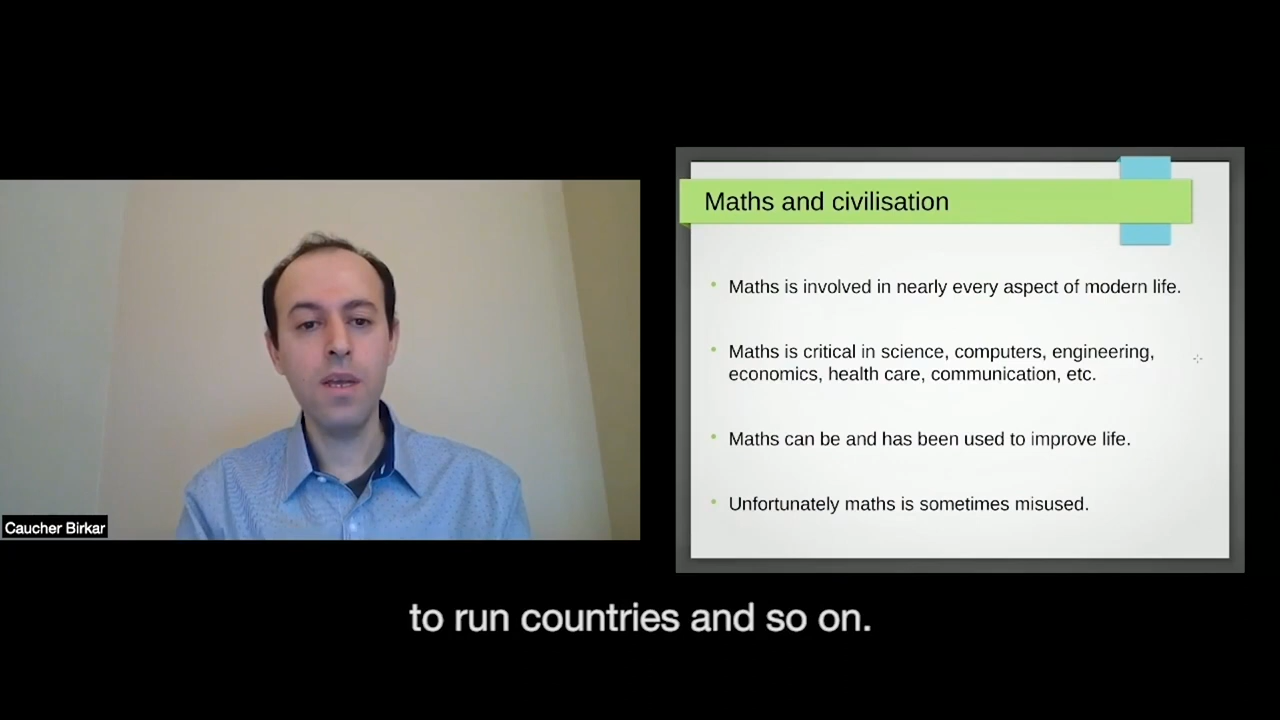 Maths and civilisation
Maths is involved in nearly every aspect of modern life.
Maths is critical in science, computers, engineering,
economics, health care, communication, etc.
Maths can be and has been used to improve life.
Unfortunately maths is sometimes misused.
Caucher Birkar
to run countries and so on.